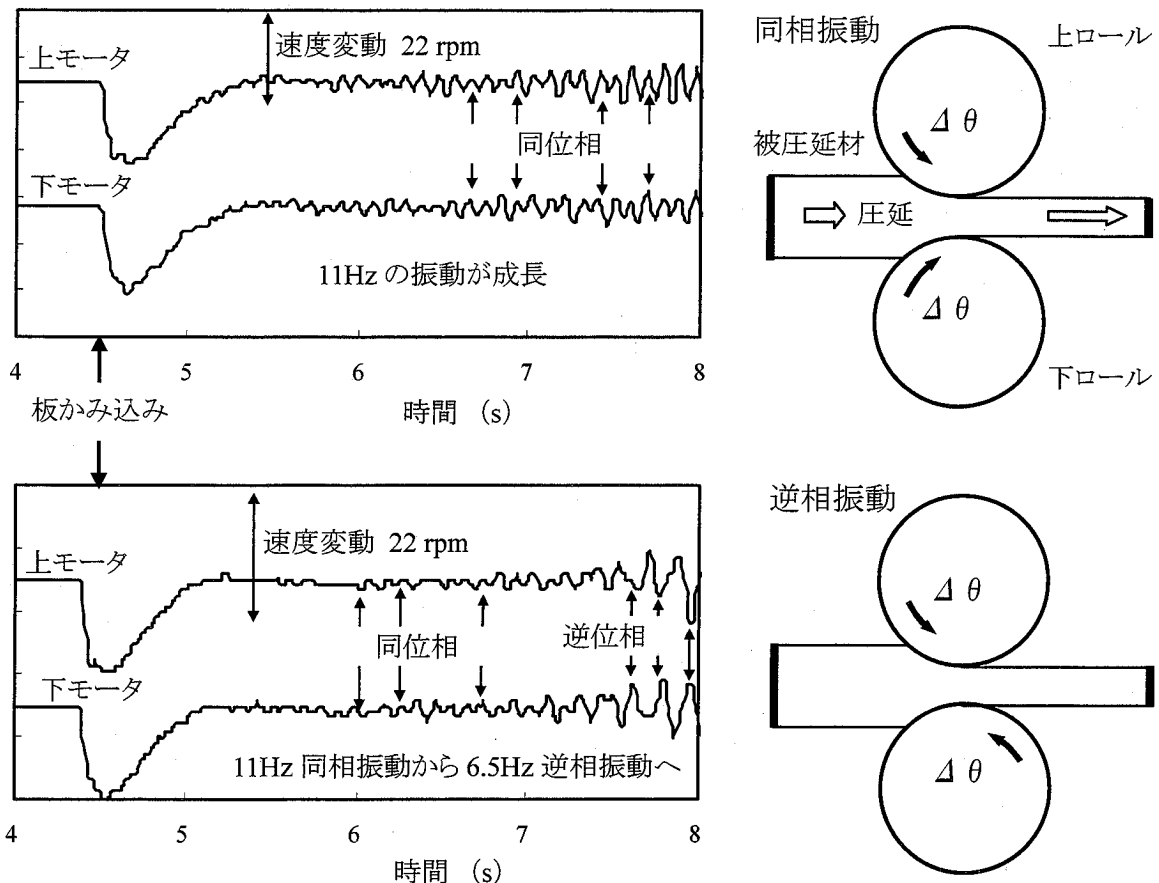 速度変動 22 rpm
上モータ
同位相
下モータ
11Hz の振動が成長
4 5 6 7 8
時間 (s)
板かみ込み
同相振動
上ロール
Δ θ
被圧延材
圧延
Δ θ
下ロール
速度変動 22 rpm
上モータ
同位相
逆位相
下モータ
11Hz 同相振動から 6.5Hz 逆相振動へ
4 5 6 7 8
時間 (s)
逆相振動
Δ θ
Δ θ